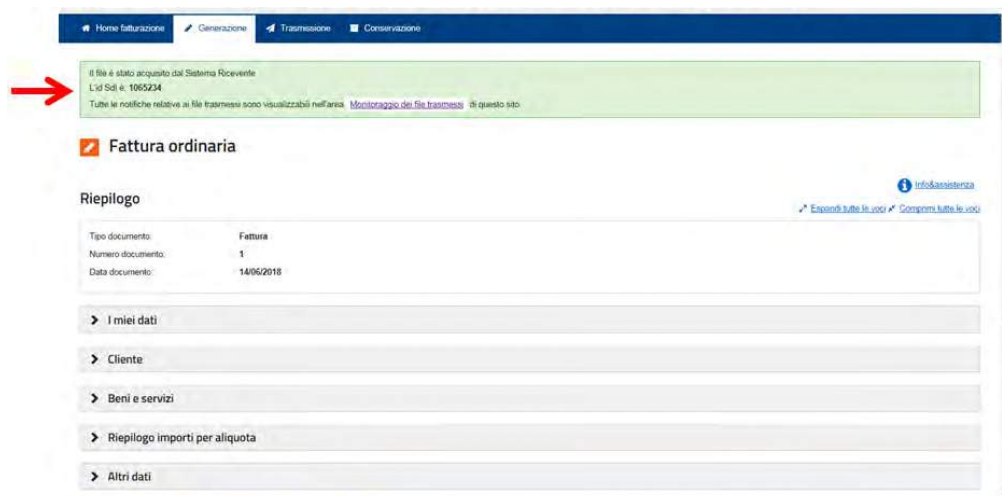 Home fatturazione Generazione Trasmissione Conservazione
Il file è stato acquisito dal Sistema Ricevente
L'id SdI è: 1065234
Tutte le notifiche relative ai file trasmessi sono visualizzabili nell'area Monitoraggio dei file trasmessi di questo sito
Fattura ordinaria
Info&assistenza
Riepilogo
Espandi tutte le voci Comprimi tutte le voci
Tipo documento: Fattura
Numero documento: 1
Data documento: 14/06/2018
I miei dati
Cliente
Beni e servizi
Riepilogo importi per aliquota
Altri dati